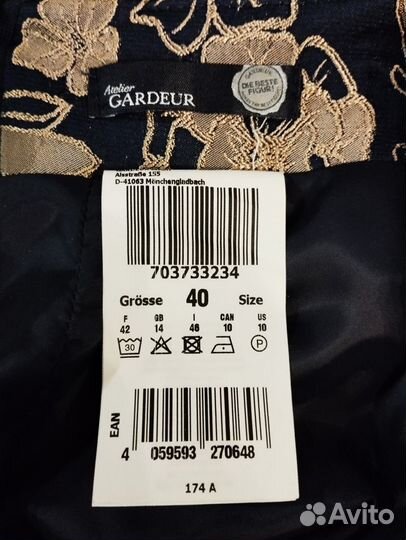 Atelier
GARDEUR
DIE BESTE
FIGUR!
Alsstraße 155
D-41063 Mönchengladbach
703733234
Grösse 40 Size
F GB I CAN US
42 14 46 10 10
30 P
EAN
4 059593 270648
174 A
Avito